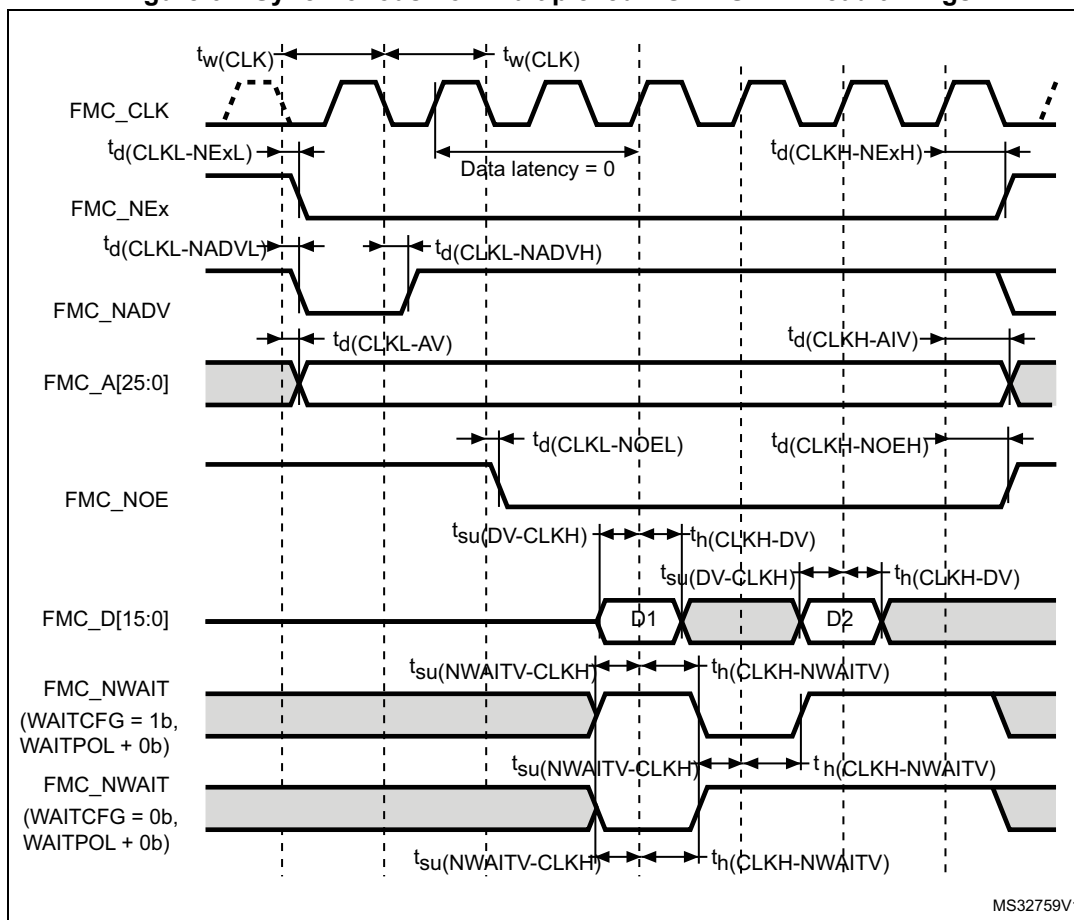 tw(CLK) tw(CLK)
FMC_CLK
td(CLKL-NExL) Data latency = 0 td(CLKH-NExH)
FMC_NEx
td(CLKL-NADVL) td(CLKL-NADVH)
FMC_NADV
td(CLKL-AV) td(CLKH-AIV)
FMC_A[25:0]
td(CLKL-NOEL) td(CLKH-NOEH)
FMC_NOE
tsu(DV-CLKH) th(CLKH-DV)
tsu(DV-CLKH) th(CLKH-DV)
FMC_D[15:0] D1 D2
tsu(NWAITV-CLKH) th(CLKH-NWAITV)
FMC_NWAIT
(WAITCFG = 1b,
WAITPOL + 0b)
tsu(NWAITV-CLKH) t h(CLKH-NWAITV)
FMC_NWAIT
(WAITCFG = 0b,
WAITPOL + 0b)
tsu(NWAITV-CLKH) th(CLKH-NWAITV)